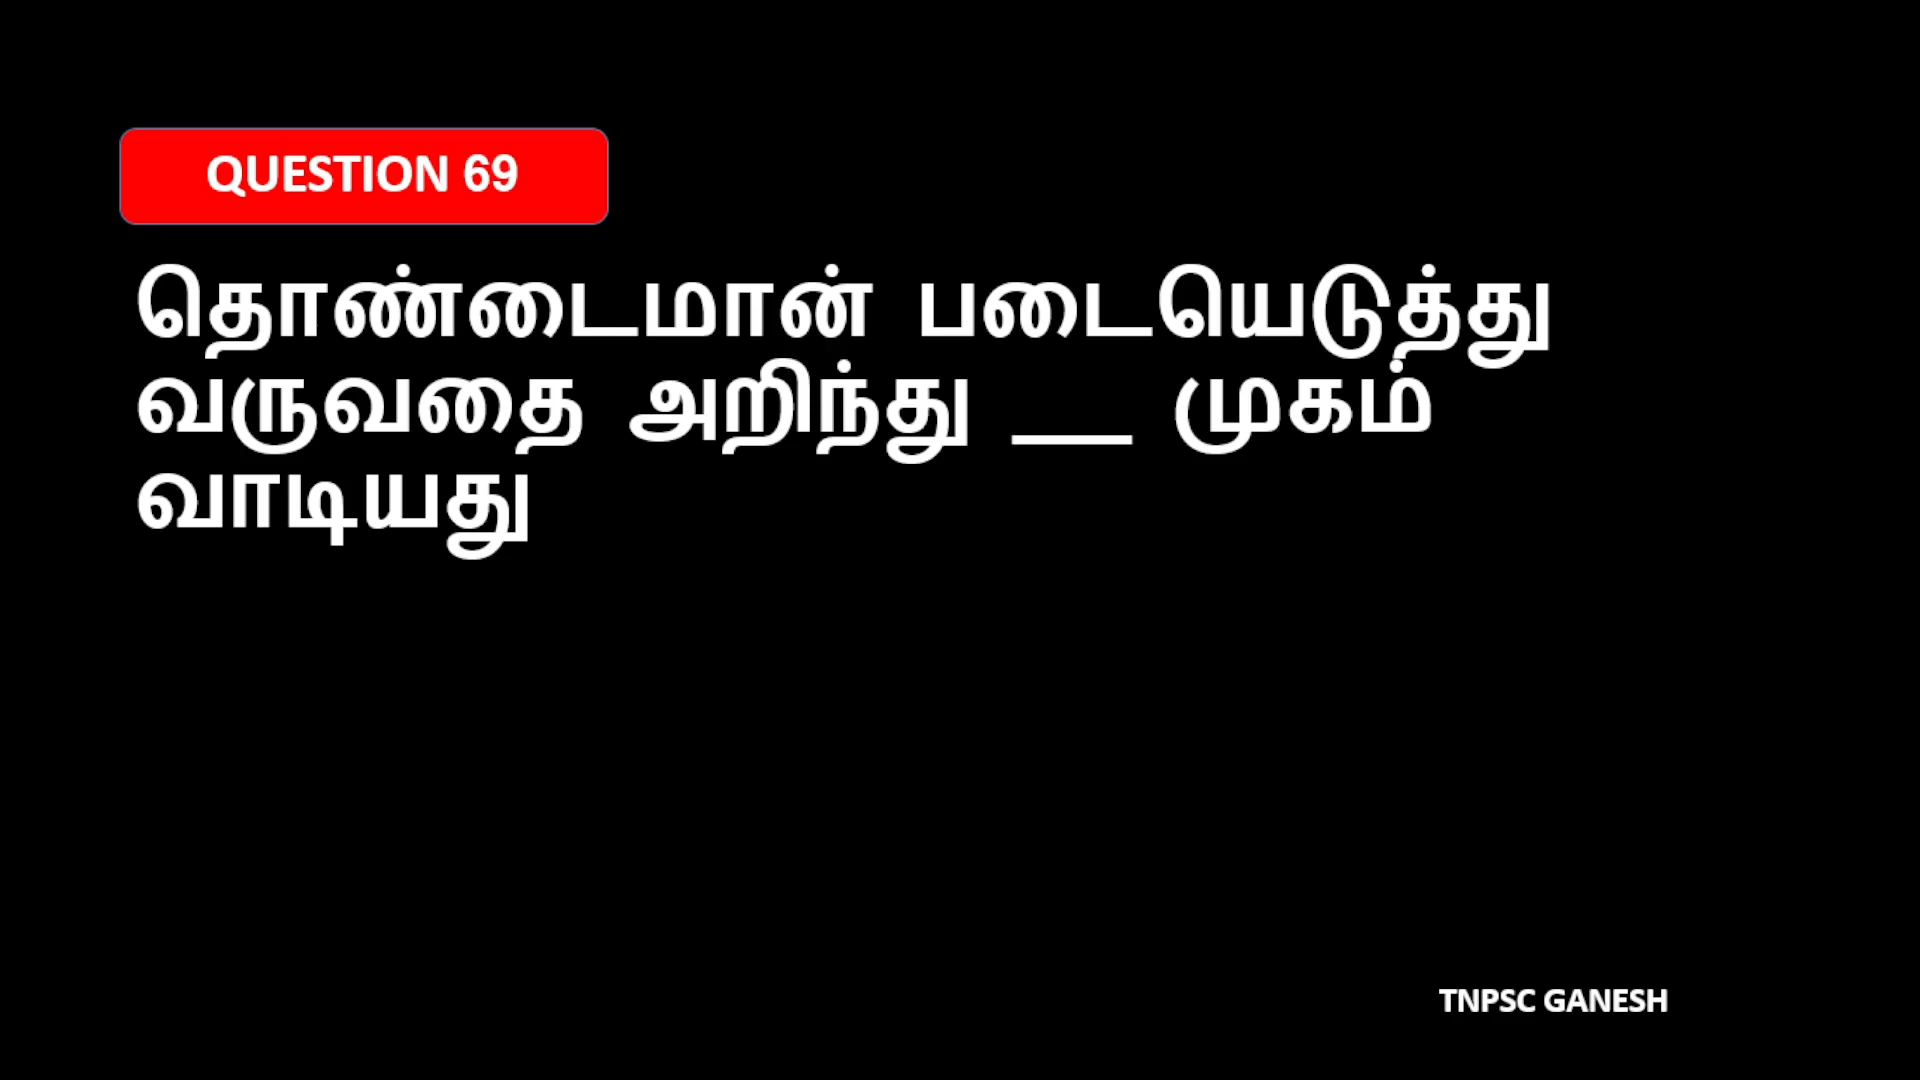 QUESTION 69
தொண்டைமான் படையெடுத்து
வருவதை அறிந்து ___ முகம்
வாடியது
TNPSC GANESH